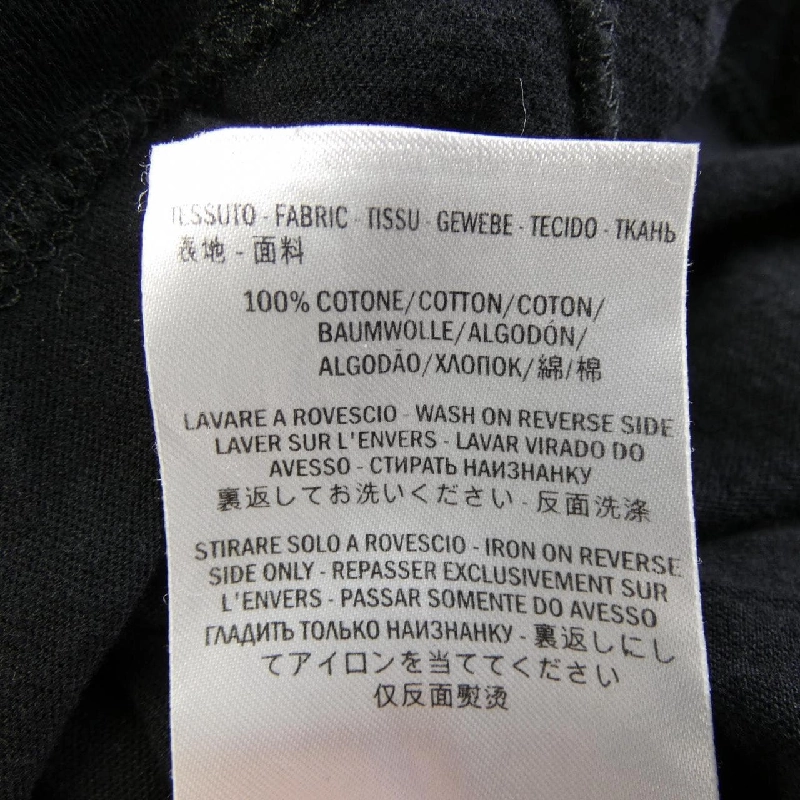 TESSUTO - FABRIC - TISSU - GEWEBE - TECIDO - ТКАНЬ
表地 - 面料
100% COTONE/COTTON/COTON/
BAUMWOLLE/ALGODÓN/
ALGODÃO/ХЛОПОК/綿/棉
LAVARE A ROVESCIO - WASH ON REVERSE SIDE
LAVER SUR L'ENVERS - LAVAR VIRADO DO
AVESSO - СТИРАТЬ НАИЗНАНКУ
裏返してお洗いください - 反面洗涤
STIRARE SOLO A ROVESCIO - IRON ON REVERSE
SIDE ONLY - REPASSER EXCLUSIVEMENT SUR
L'ENVERS - PASSAR SOMENTE DO AVESSO
ГЛАДИТЬ ТОЛЬКО НАИЗНАНКУ - 裏返しにし
てアイロンを当ててください
仅反面熨烫